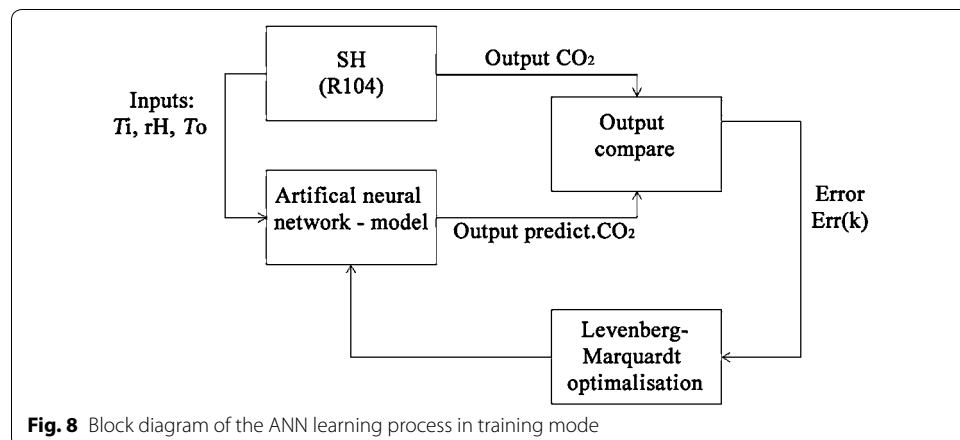 SH
(R104)
Output CO₂
Inputs:
Ti, rH, To
Output
compare
Artifical neural
network - model
Output predict.CO₂
Error
Err(k)
Levenberg-
Marquardt
optimalisation
Fig. 8 Block diagram of the ANN learning process in training mode